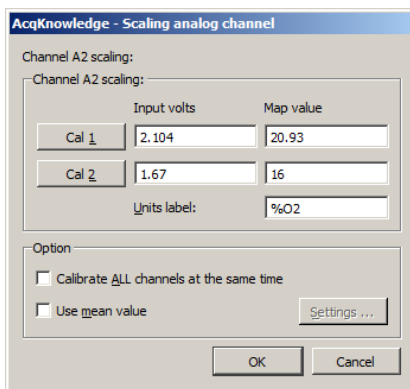 AcqKnowledge - Scaling analog channel
Channel A2 scaling:
Channel A2 scaling:
Input volts Map value
Cal 1 2.104 20.93
Cal 2 1.67 16
Units label: %O2
Option
Calibrate ALL channels at the same time
Use mean value Settings ...
OK Cancel